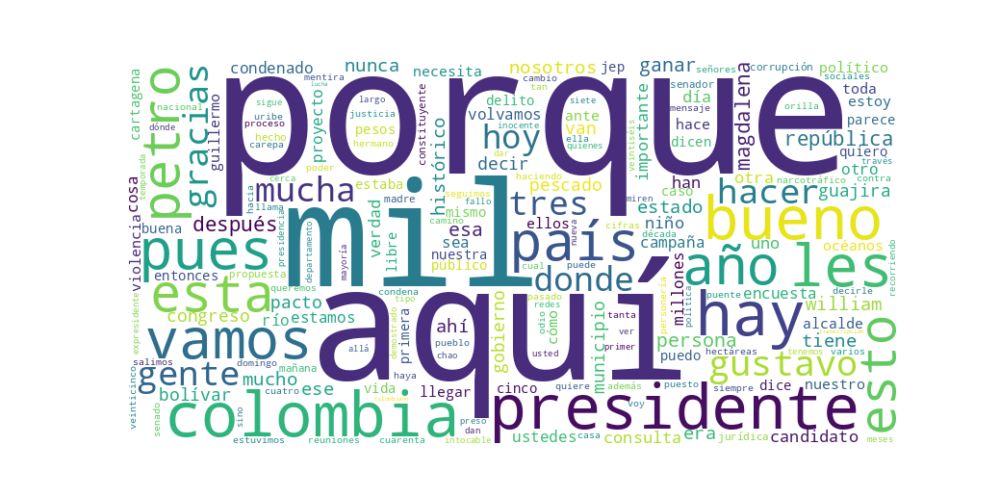 porque
mil
aquí
presidente
colombia
país
bueno
hay
año
les
esta
vamos
pues
petro
gracias
mucha
hoy
tres
hacer
donde
gente
gustavo
esto
condenado
nunca
necesita
nosotros
jep
ganar
señores
corrupción
político
cartagena
nacional
dónde
sigue
uribe
proceso
carepa
hecho
guillermo
mentira
lucha
largo
justicia
pesos
hermano
proyecto
poder
cambio
tan
delito
volvamos
inocente
decir
constituyente
histórico
siete
ante
van
ella
quienes
dar
mensaje
hace
dicen
senador
día
importante
veintiséis
magdalena
sociales
toda
estoy
orilla
parece
república
quiero
otro
través
narcotráfico
contra
guajira
temporada
cosa
violencia
buena
después
entonces
propuesta
cerca
hacia
llama
queremos
presidencia
departamento
mayoría
estaba
seguimos
madre
fallo
camino
verdad
libre
mismo
esa
sea
nuestra
público
haciendo
pescado
ellos
nueva
cual
puede
cifras
han
otra
caso
estado
niño
miren
campaña
uno
década
océanos
recorriendo
decirle
millones
puente
política
encuesta
william
alcalde
tiene
personería
persona
puedo
hectáreas
tenemos
varios
expresidente
congreso
pacto
río
estamos
condena
tipo
demostrado
primera
ahí
pueblo
chao
allá
haya
gobierno
pasado
redes
odio
cómo
usted
tanta
ver
primer
municipio
salimos
domingo
mañana
bolívar
mucho
cuatro
ese
vida
llegar
cinco
quiere
además
puesto
siempre
dice
nuestro
veinticinco
senado
sino
estuvimos
reuniones
cuarenta
preso
dan
intocable
ustedes
casa
voy
consulta
era
jurídica
candidato
meses